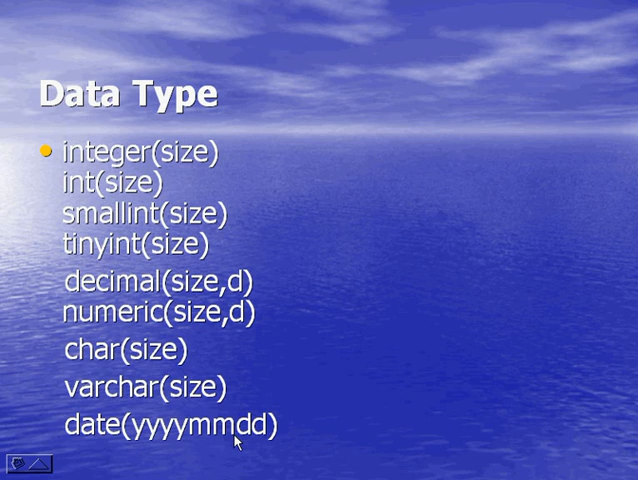 Data Type
integer(size)
int(size)
smallint(size)
tinyint(size)
decimal(size,d)
numeric(size,d)
char(size)
varchar(size)
date(yyyymmdd)